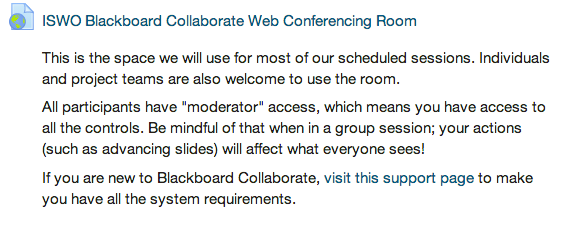 ISWO Blackboard Collaborate Web Conferencing Room
This is the space we will use for most of our scheduled sessions. Individuals
and project teams are also welcome to use the room.
All participants have "moderator" access, which means you have access to
all the controls. Be mindful of that when in a group session; your actions
(such as advancing slides) will affect what everyone sees!
If you are new to Blackboard Collaborate, visit this support page to make
you have all the system requirements.